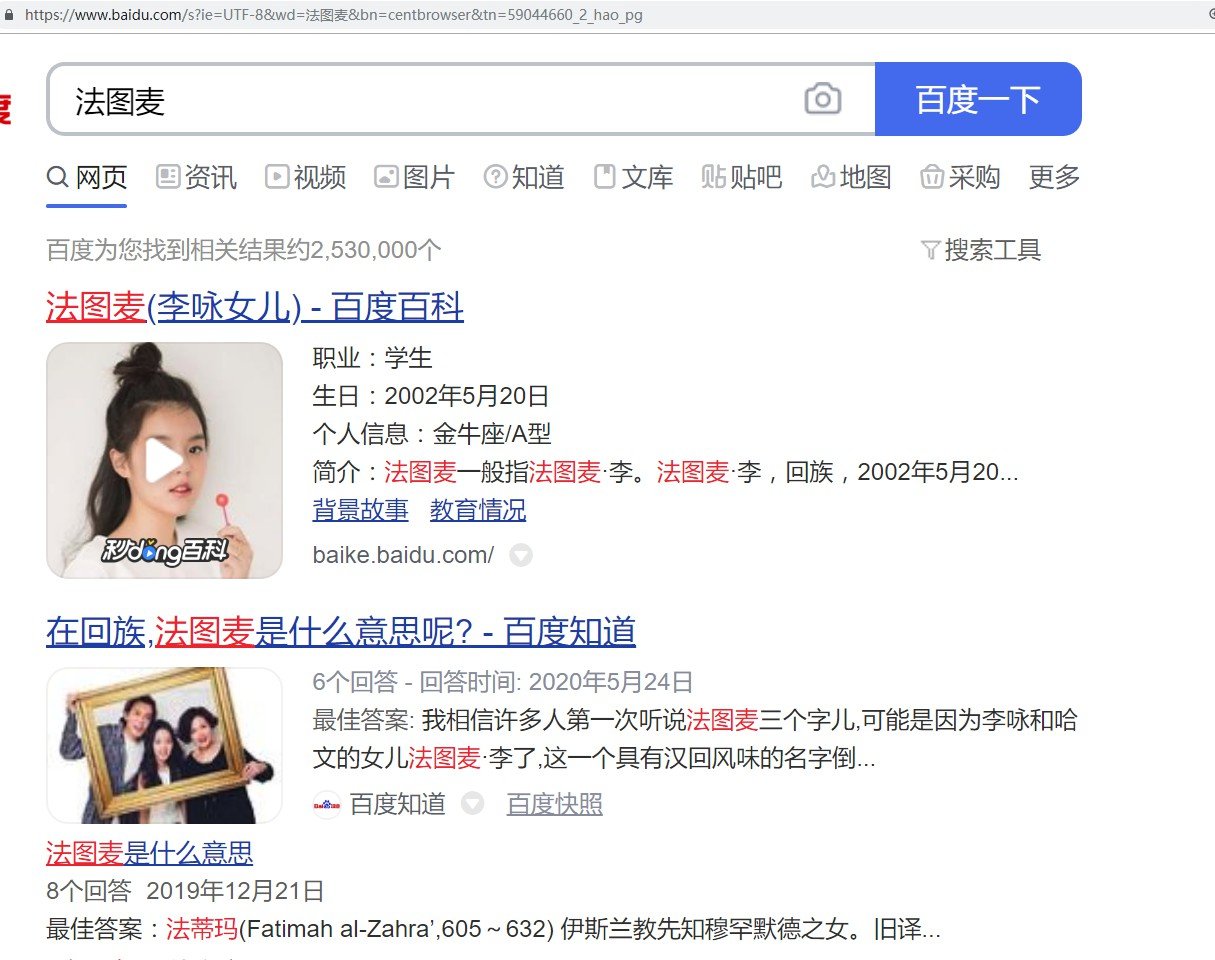 https://www.baidu.com/s?ie=UTF-8&wd=法图麦&bn=centbrowser&tn=59044660_2_hao_pg
法图麦
百度一下
网页 资讯 视频 图片 知道 文库 贴吧 地图 采购 更多
百度为您找到相关结果约2,530,000个
搜索工具
法图麦(李咏女儿) - 百度百科
职业：学生
生日：2002年5月20日
个人信息：金牛座/A型
简介：法图麦一般指法图麦·李。法图麦·李，回族，2002年5月20...
背景故事 教育情况
baike.baidu.com/
秒dong百科
在回族,法图麦是什么意思呢? - 百度知道
6个回答 - 回答时间: 2020年5月24日
最佳答案: 我相信许多人第一次听说法图麦三个字儿,可能是因为李咏和哈
文的女儿法图麦·李了,这一个具有汉回风味的名字倒...
百度知道 百度快照
法图麦是什么意思
8个回答 2019年12月21日
最佳答案：法蒂玛(Fatimah al-Zahra’,605～632) 伊斯兰教先知穆罕默德之女。旧译...